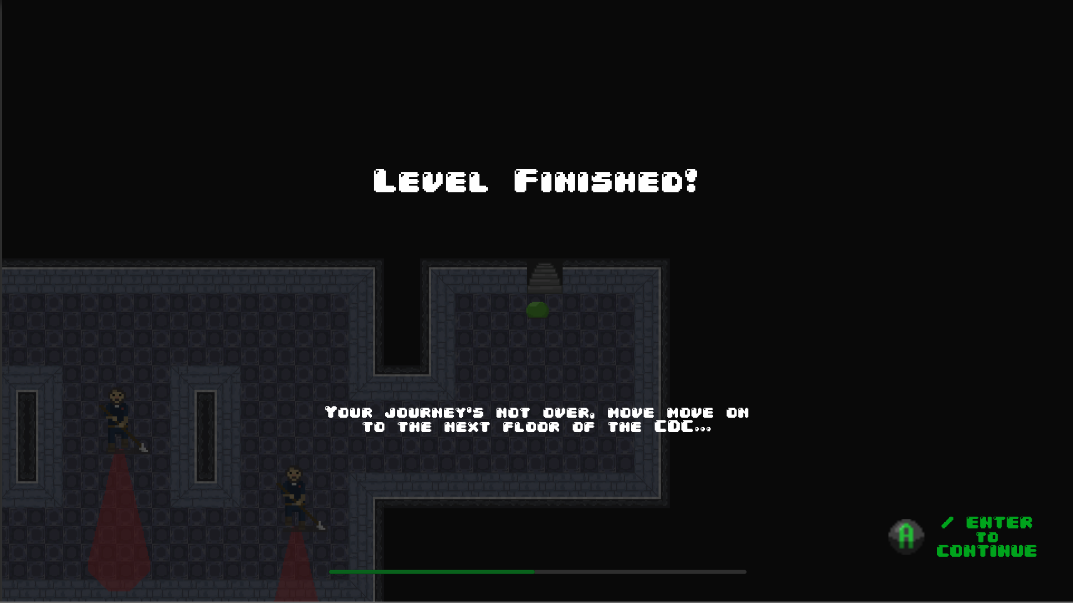 Level Finished!
Your journey's not over, move move on
to the next floor of the CDC...
A / Enter
to
continue